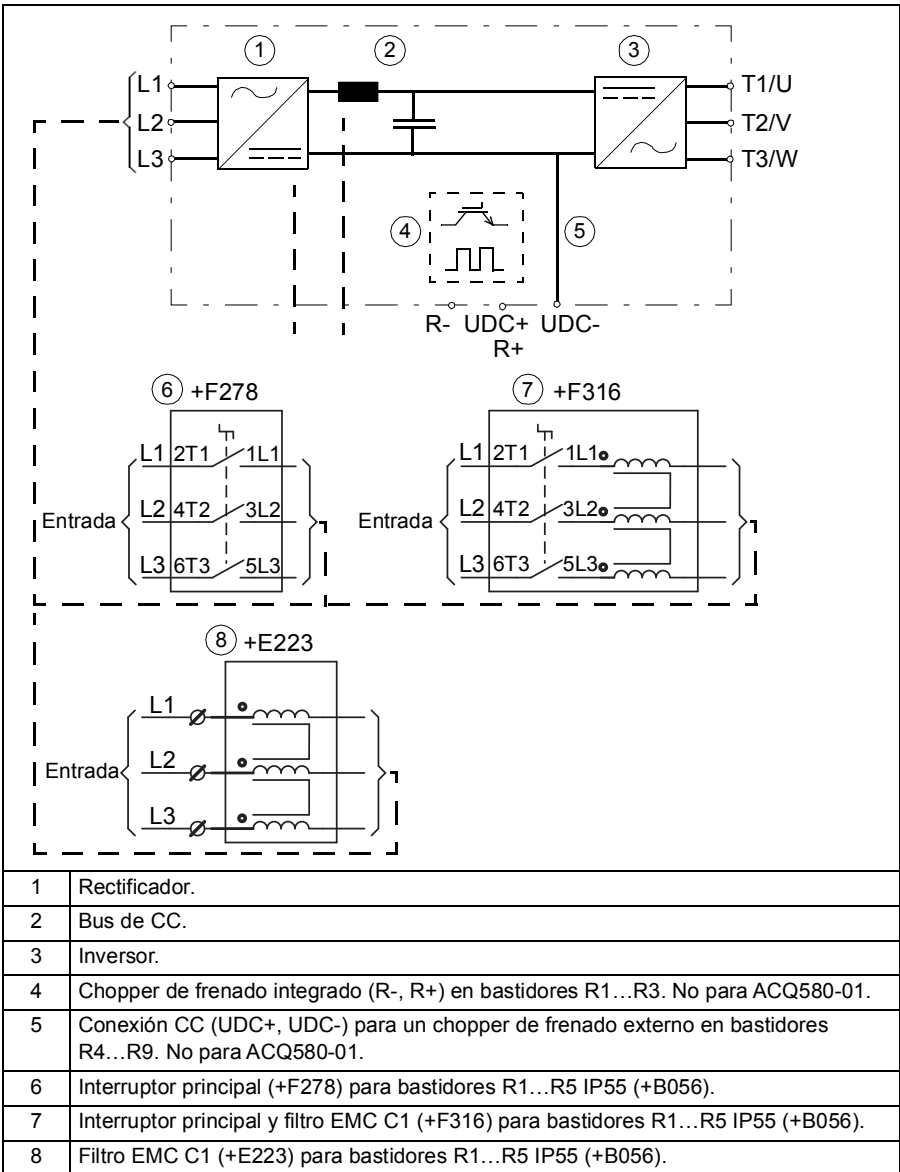 1 2 3
L1 T1/U
L2 T2/V
L3 T3/W
4 5
R- UDC+ UDC-
R+
6 +F278 7 +F316
L1 2T1 1L1 L1 2T1 1L1
Entrada L2 4T2 3L2 Entrada L2 4T2 3L2
L3 6T3 5L3 L3 6T3 5L3
8 +E223
L1
Entrada L2
L3
1 Rectificador.
2 Bus de CC.
3 Inversor.
4 Chopper de frenado integrado (R-, R+) en bastidores R1…R3. No para ACQ580-01.
5 Conexión CC (UDC+, UDC-) para un chopper de frenado externo en bastidores
R4…R9. No para ACQ580-01.
6 Interruptor principal (+F278) para bastidores R1…R5 IP55 (+B056).
7 Interruptor principal y filtro EMC C1 (+F316) para bastidores R1…R5 IP55 (+B056).
8 Filtro EMC C1 (+E223) para bastidores R1…R5 IP55 (+B056).